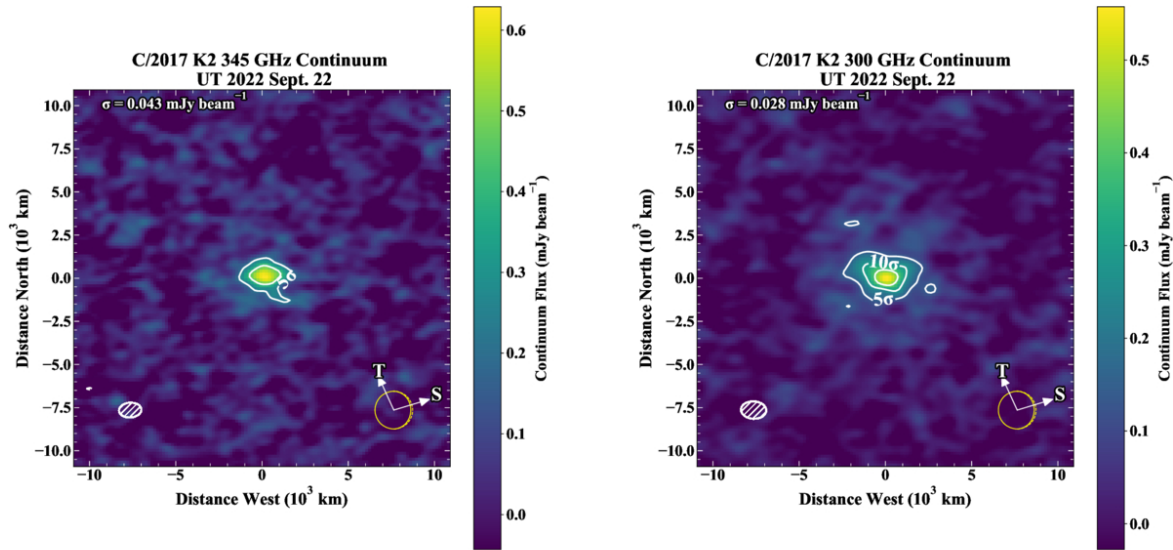 C/2017 K2 345 GHz Continuum
UT 2022 Sept. 22
σ = 0.043 mJy beam⁻¹
10.0
7.5
5.0
2.5
0.0
−2.5
−5.0
−7.5
−10.0
Distance North (10³ km)
5σ
T
S
−10
−5
0
5
10
Distance West (10³ km)
0.6
0.5
0.4
0.3
0.2
0.1
0.0
Continuum Flux (mJy beam⁻¹)
C/2017 K2 300 GHz Continuum
UT 2022 Sept. 22
σ = 0.028 mJy beam⁻¹
10.0
7.5
5.0
2.5
0.0
−2.5
−5.0
−7.5
−10.0
Distance North (10³ km)
10σ
5σ
T
S
−10
−5
0
5
10
Distance West (10³ km)
0.5
0.4
0.3
0.2
0.1
0.0
Continuum Flux (mJy beam⁻¹)